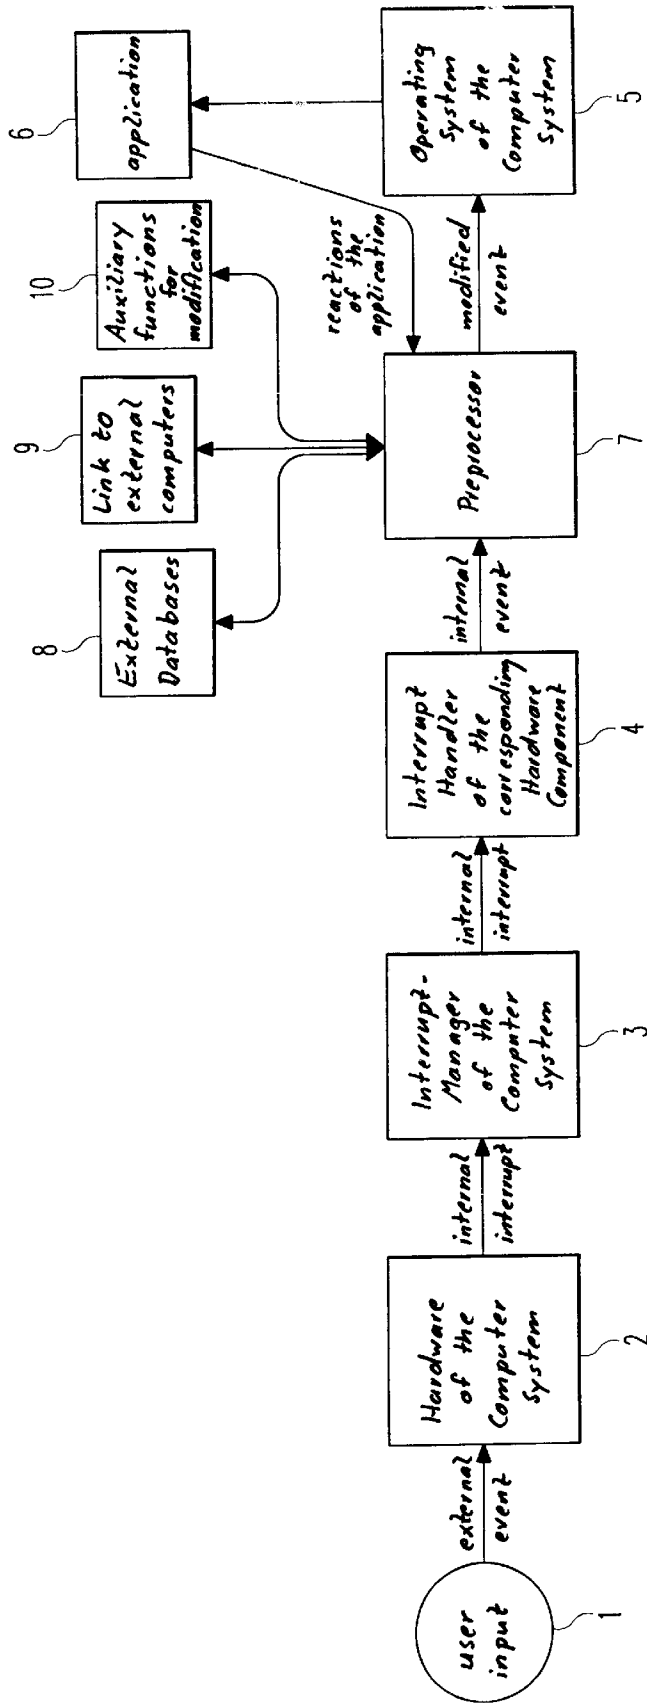 user
input
1
external
event
Hardware
of the
Computer
System
2
internal
interrupt
Interrupt-
Manager
of the
Computer
System
3
internal
interrupt
Interrupt
Handler
of the
corresponding
Hardware
Component
4
internal
event
Preprocessor
7
modified
event
Operating
System
of the
Computer
System
5
application
6
reactions
of the
application
External
Databases
8
Link to
external
computers
9
Auxiliary
functions
for
modification
10